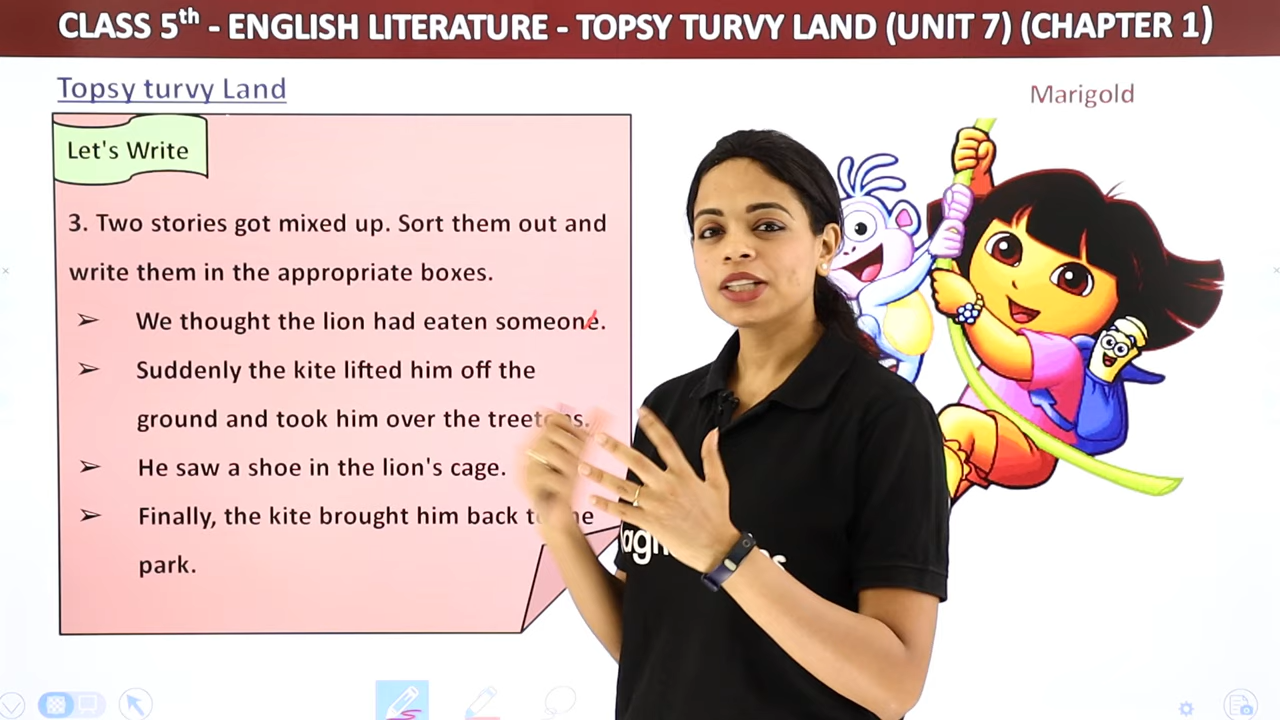 CLASS 5th - ENGLISH LITERATURE - TOPSY TURVY LAND (UNIT 7) (CHAPTER 1)
Topsy turvy Land
Marigold
Let's Write
3. Two stories got mixed up. Sort them out and
write them in the appropriate boxes.
➢ We thought the lion had eaten someone.
➢ Suddenly the kite lifted him off the
ground and took him over the
➢ He saw a shoe in the lion's cage.
➢ Finally, the kite brought him back
park.